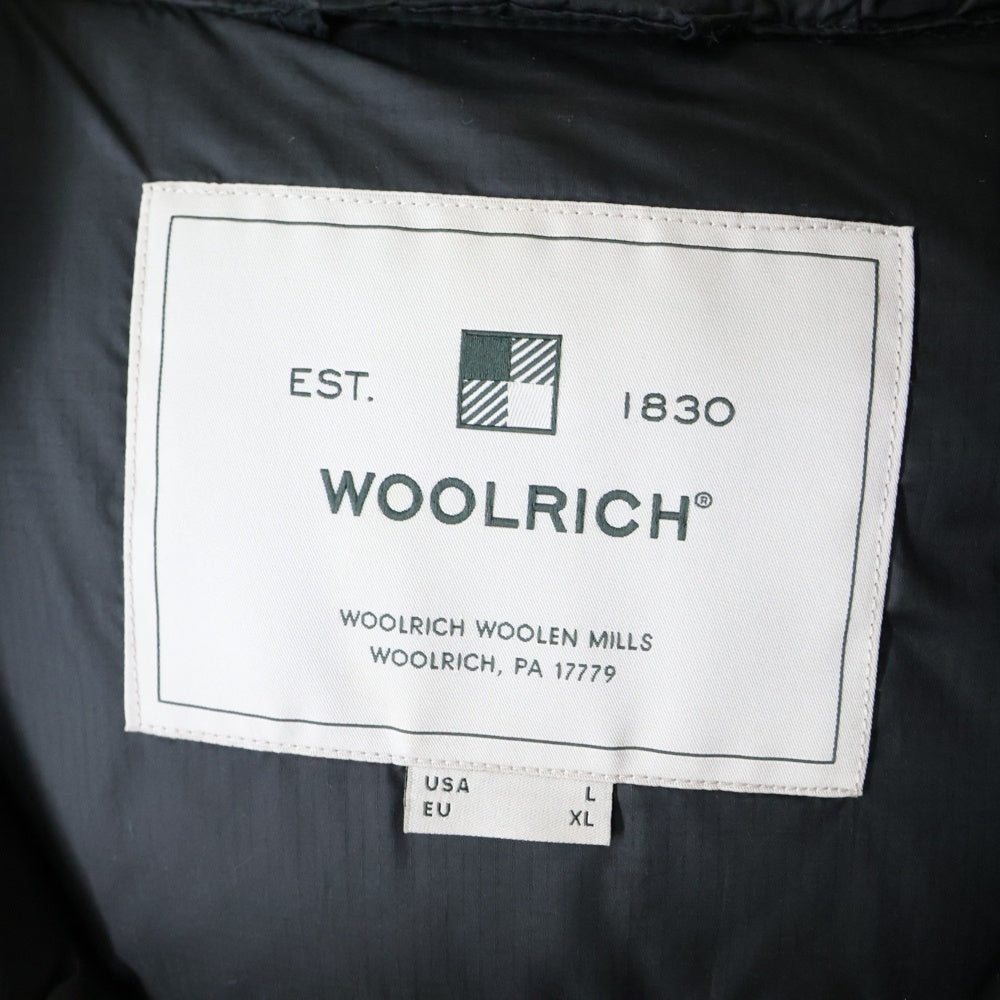 EST. 1830
WOOLRICH®
WOOLRICH WOOLEN MILLS
WOOLRICH, PA 17779
USA L
EU XL